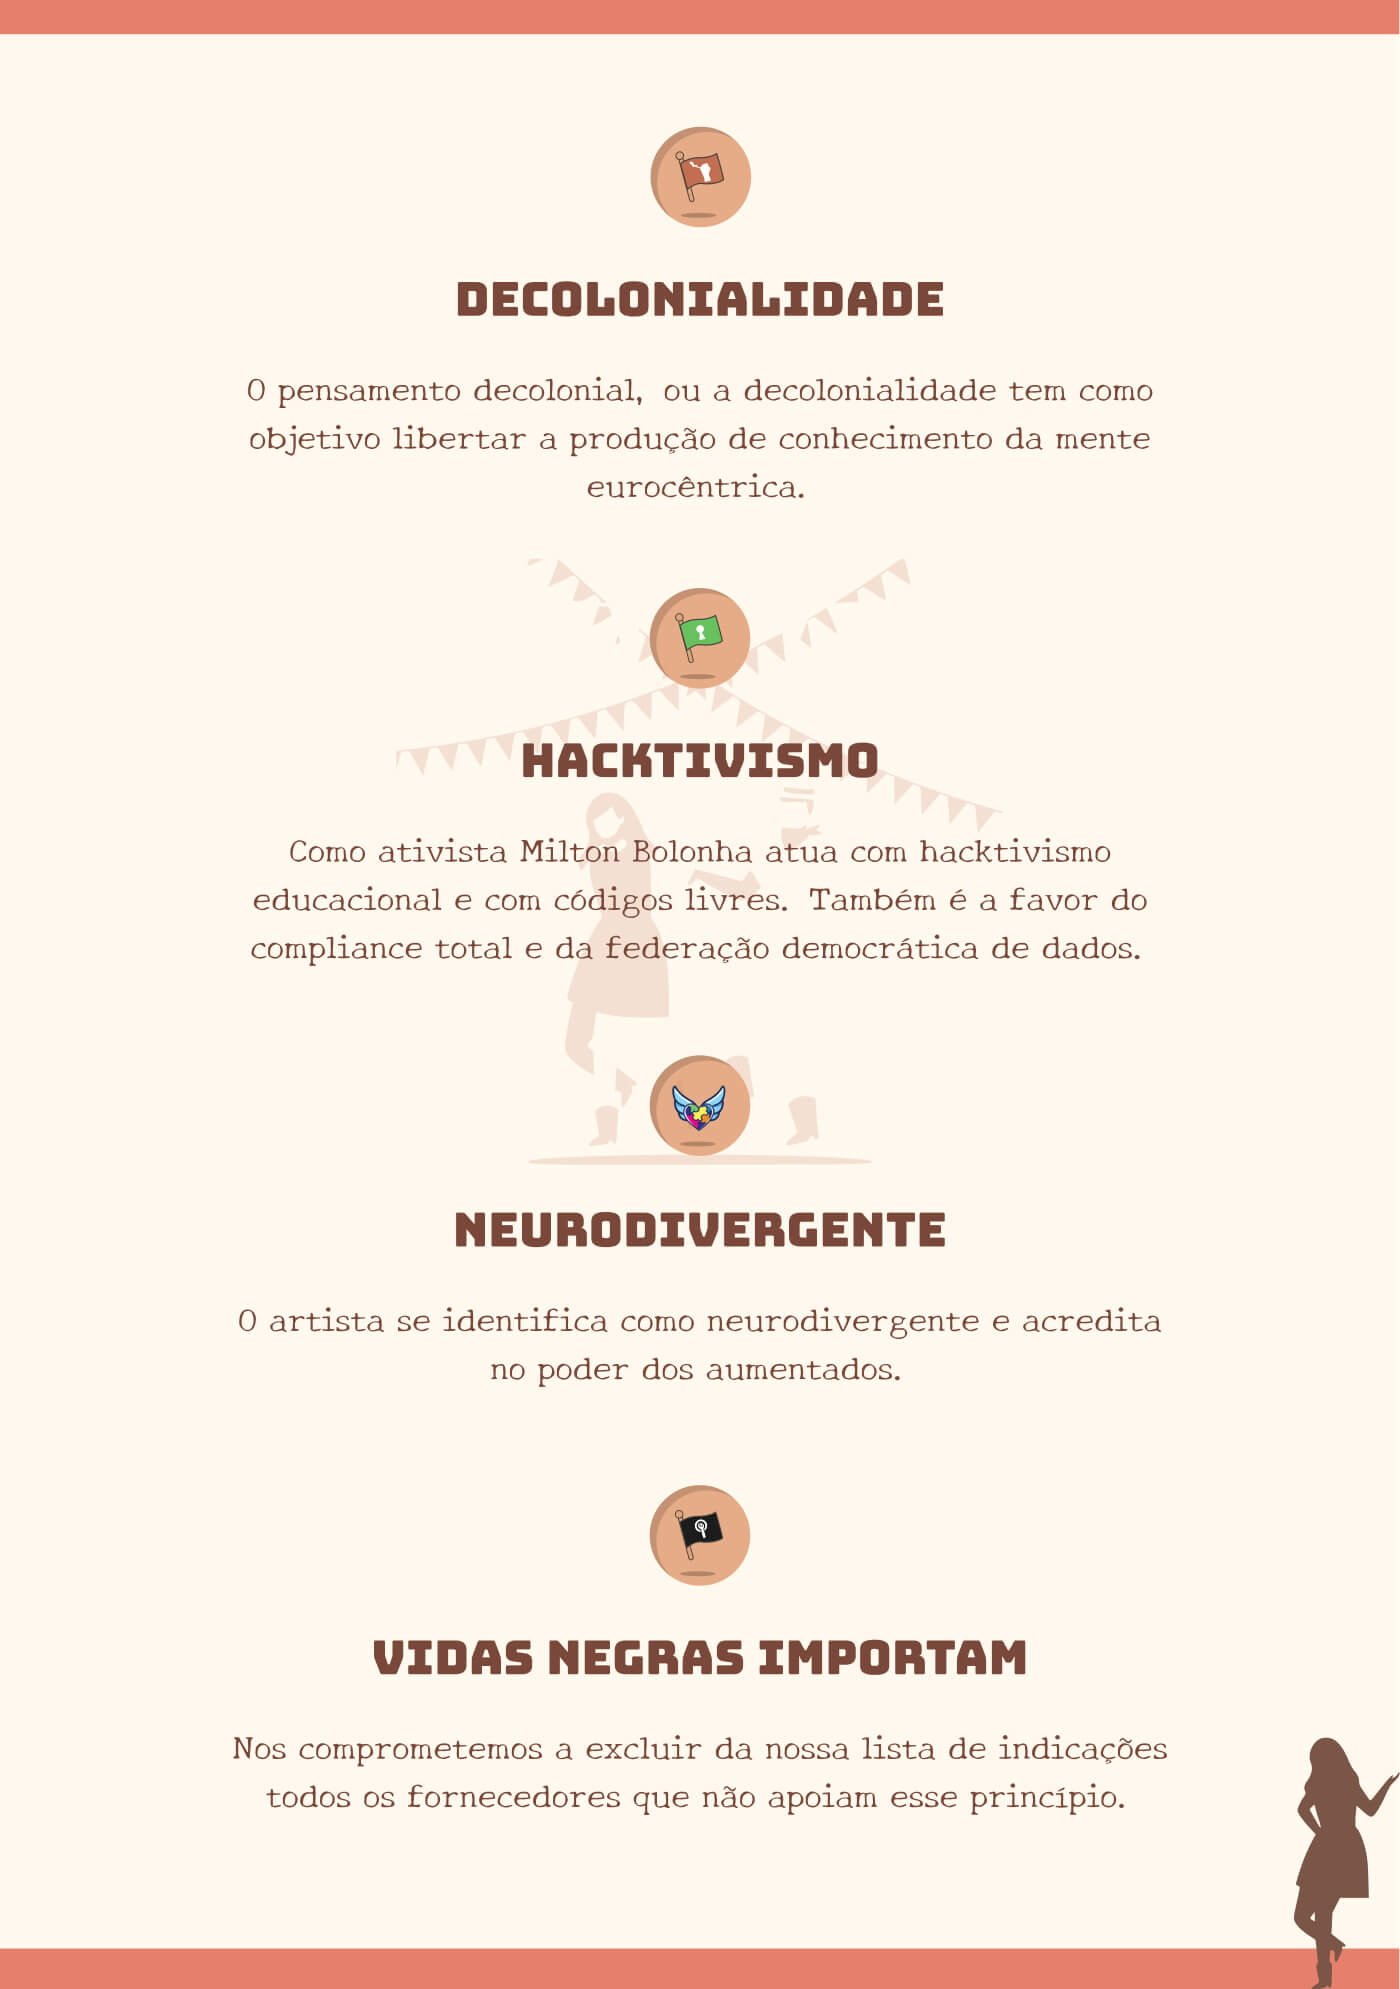 DECOLONIALIDADE
O pensamento decolonial, ou a decolonialidade tem como
objetivo libertar a produção de conhecimento da mente
eurocêntrica.
HACKTIVISMO
Como ativista Milton Bolonha atua com hacktivismo
educacional e com códigos livres. Também é a favor do
compliance total e da federação democrática de dados.
NEURODIVERGENTE
O artista se identifica como neurodivergente e acredita
no poder dos aumentados.
VIDAS NEGRAS IMPORTAM
Nos comprometemos a excluir da nossa lista de indicações
todos os fornecedores que não apoiam esse princípio.